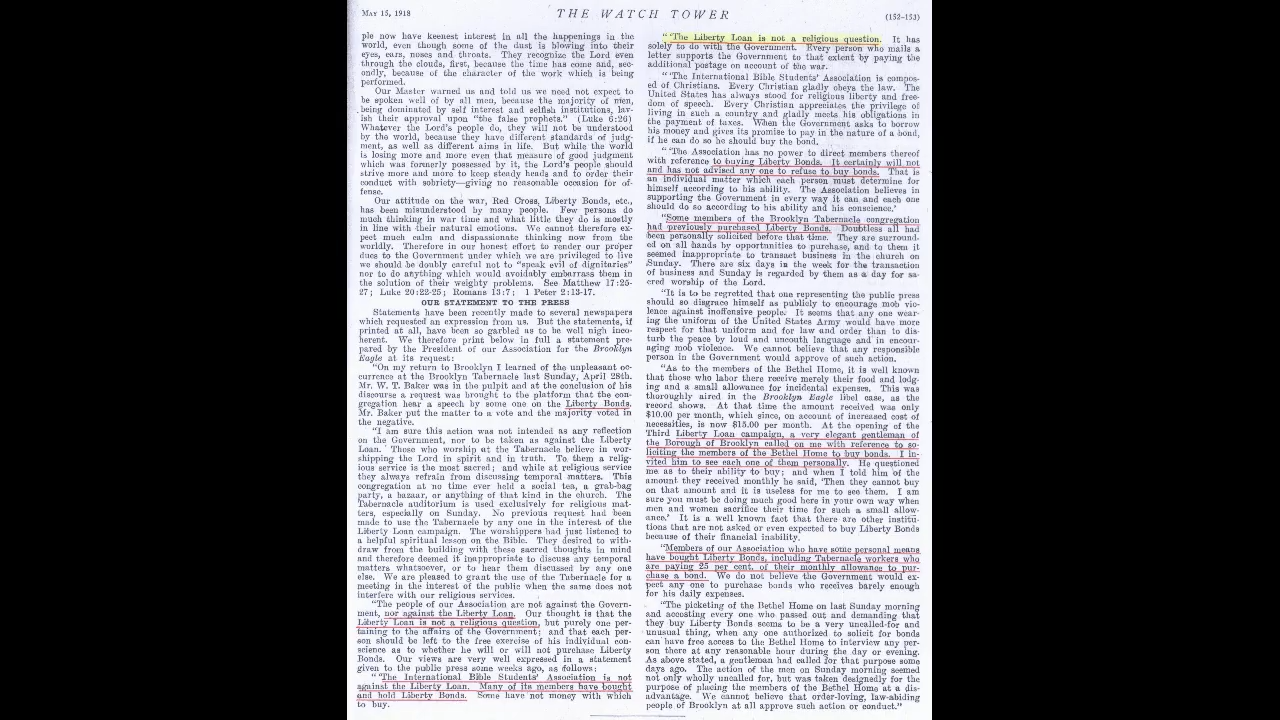 MAY 15, 1918
THE WATCH TOWER
(152-153)
ple now have keenest interest in all the happenings in the
world, even though some of the dust is blowing into their
eyes, ears, noses and throats. They recognize the Lord even
through the clouds, first, because the time has come and, sec-
ondly, because of the character of the work which is being
performed.
Our Master warned us and told us we need not expect to
be spoken well of by all men, because the majority of men,
being dominated by self interest and selfish institutions, lav-
ish their approval upon "the false prophets." (Luke 6:26)
Whatever the Lord's people do, they will not be understood
by the world, because they have different standards of judg-
ment, as well as different aims in life. But while the world
is losing more and more even that measure of good judgment
which was formerly possessed by it, the Lord's people should
strive more and more to keep steady heads and to order their
conduct with sobriety—giving no reasonable occasion for of-
fense.
Our attitude on the war, Red Cross, Liberty Bonds, etc.,
has been misunderstood by many people. Few persons do
much thinking in war time and what little they do is mostly
in line with their natural emotions. We cannot therefore ex-
pect much calm and dispassionate thinking now from the
worldly. Therefore in our honest effort to render our proper
dues to the Government under which we are privileged to live
we should be doubly careful not to "speak evil of dignitaries"
nor to do anything which would avoidably embarrass them in
the solution of their weighty problems. See Matthew 17:25-
27; Luke 20:22-25; Romans 13:7; 1 Peter 2:13-17.
OUR STATEMENT TO THE PRESS
Statements have been recently made to several newspapers
which requested an expression from us. But the statements, if
printed at all, have been so garbled as to be well nigh inco-
herent. We therefore print below in full a statement pre-
pared by the President of our Association for the Brooklyn
Eagle at its request:
"On my return to Brooklyn I learned of the unpleasant oc-
currence at the Brooklyn Tabernacle last Sunday, April 28th.
Mr. W. T. Baker was in the pulpit and at the conclusion of his
discourse a request was brought to the platform that the con-
gregation hear a speech by some one on the Liberty Bonds.
Mr. Baker put the matter to a vote and the majority voted in
the negative.
"I am sure this action was not intended as any reflection
on the Government, nor to be taken as against the Liberty
Loan. Those who worship at the Tabernacle believe in wor-
shipping the Lord in spirit and in truth. To them a relig-
ious service is the most sacred; and while at religious service
they always refrain from discussing temporal matters. This
congregation at no time ever held a social tea, a grab-bag
party, a bazaar, or anything of that kind in the church. The
Tabernacle auditorium is used exclusively for religious mat-
ters, especially on Sunday. No previous request had been
made to use the Tabernacle by any one in the interest of the
Liberty Loan campaign. The worshippers had just listened to
a helpful spiritual lesson on the Bible. They desired to with-
draw from the building with these sacred thoughts in mind
and therefore deemed it inappropriate to discuss any temporal
matters whatsoever, or to hear them discussed by any one
else. We are pleased to grant the use of the Tabernacle for a
meeting in the interest of the public when the same does not
interfere with our religious services.
"The people of our Association are not against the Govern-
ment, nor against the Liberty Loan. Our thought is that the
Liberty Loan is not a religious question, but purely one per-
taining to the affairs of the Government; and that each per-
son should be left to the free exercise of his individual con-
science as to whether he will or will not purchase Liberty
Bonds. Our views are very well expressed in a statement
given to the public press some weeks ago, as follows:
"'The International Bible Students' Association is not
against the Liberty Loan. Many of its members have bought
and hold Liberty Bonds. Some have not money with which
to buy.
"'The Liberty Loan is not a religious question. It has
solely to do with the Government. Every person who mails a
letter supports the Government to that extent by paying the
additional postage on account of the war.
"'The International Bible Students' Association is compos-
ed of Christians. Every Christian gladly obeys the law. The
United States has always stood for religious liberty and free-
dom of speech. Every Christian appreciates the privilege of
living in such a country and gladly meets his obligations in
the payment of taxes. When the Government asks to borrow
his money and gives its promise to pay in the nature of a bond,
if he can do so he should buy the bond.
"'The Association has no power to direct members thereof
with reference to buying Liberty Bonds. It certainly will not
and has not advised any one to refuse to buy bonds. That is
an individual matter which each person must determine for
himself according to his ability. The Association believes in
supporting the Government in every way it can and each one
should do so according to his ability and his conscience.'
"Some members of the Brooklyn Tabernacle congregation
had previously purchased Liberty Bonds. Doubtless all had
been personally solicited before that time. They are surround-
ed on all hands by opportunities to purchase, and to them it
seemed inappropriate to transact business in the church on
Sunday. There are six days in the week for the transaction
of business and Sunday is regarded by them as a day for sa-
cred worship of the Lord.
"It is to be regretted that one representing the public press
should so disgrace himself as publicly to encourage mob vio-
lence against inoffensive people. It seems that any one wear-
ing the uniform of the United States Army would have more
respect for that uniform and for law and order than to dis-
turb the peace by loud and uncouth language and in encour-
aging mob violence. We cannot believe that any responsible
person in the Government would approve of such action.
"As to the members of the Bethel Home, it is well known
that those who labor there receive merely their food and lodg-
ing and a small allowance for incidental expenses. This was
thoroughly aired in the Brooklyn Eagle libel case, as the
record shows. At that time the amount received was only
$10.00 per month, which since, on account of increased cost of
necessities, is now $15.00 per month. At the opening of the
Third Liberty Loan campaign, a very elegant gentleman of
the Borough of Brooklyn called on me with reference to so-
liciting the members of the Bethel Home to buy bonds. I in-
vited him to see each one of them personally. He questioned
me as to their ability to buy; and when I told him of the
amount they received monthly he said, 'Then they cannot buy
on that amount and it is useless for me to see them. I am
sure you must be doing much good here in your own way when
men and women sacrifice their time for such a small allow-
ance.' It is a well known fact that there are other institu-
tions that are not asked or even expected to buy Liberty Bonds
because of their financial inability.
"Members of our Association who have some personal means
have bought Liberty Bonds, including Tabernacle workers who
are paying 25 per cent. of their monthly allowance to pur-
chase a bond. We do not believe the Government would ex-
pect any one to purchase bonds who receives barely enough
for his daily expenses.
"The picketing of the Bethel Home on last Sunday morning
and accosting every one who passed out and demanding that
they buy Liberty Bonds seems to be a very uncalled-for and
unusual thing, when any one authorized to solicit for bonds
can have free access to the Bethel Home to interview any per-
son there at any reasonable hour during the day or evening.
As above stated, a gentleman had called for that purpose some
days ago. The action of the men on Sunday morning seemed
not only wholly uncalled for, but was taken designedly for the
purpose of placing the members of the Bethel Home at a dis-
advantage. We cannot believe that order-loving, law-abiding
people of Brooklyn at all approve such action or conduct."